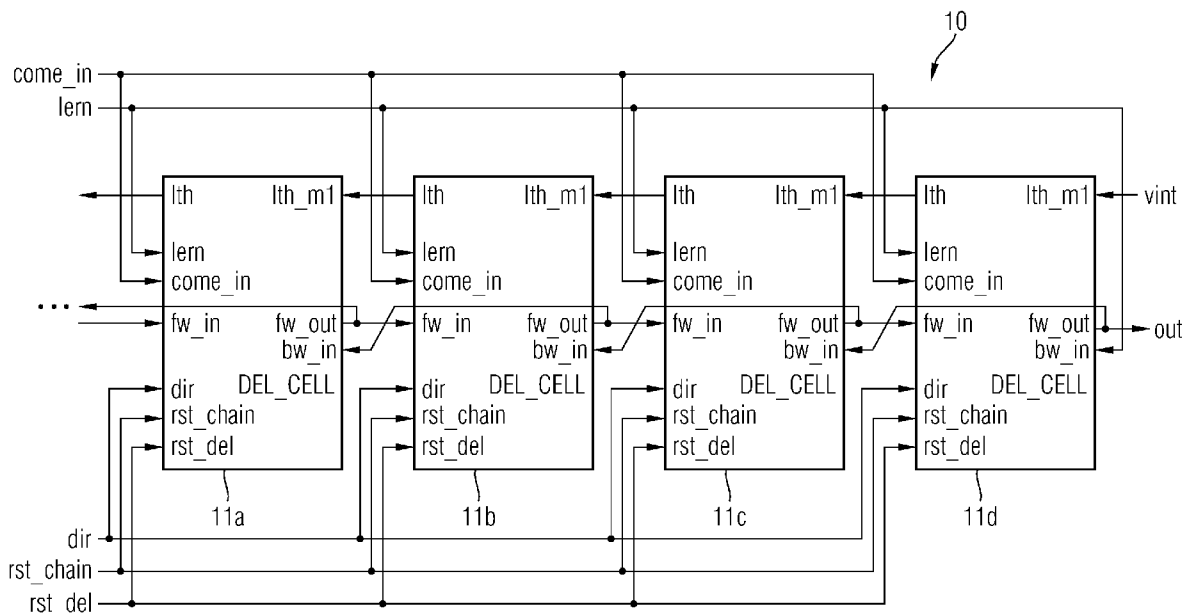 10
come_in
lern
lth lth_m1 lth lth_m1 lth lth_m1 lth lth_m1 vint
lern lern lern lern
come_in come_in come_in come_in
...
fw_in fw_out fw_in fw_out fw_in fw_out fw_in fw_out out
bw_in bw_in bw_in bw_in
dir DEL_CELL dir DEL_CELL dir DEL_CELL dir DEL_CELL
rst_chain rst_chain rst_chain rst_chain
rst_del rst_del rst_del rst_del
11a 11b 11c 11d
dir
rst_chain
rst_del